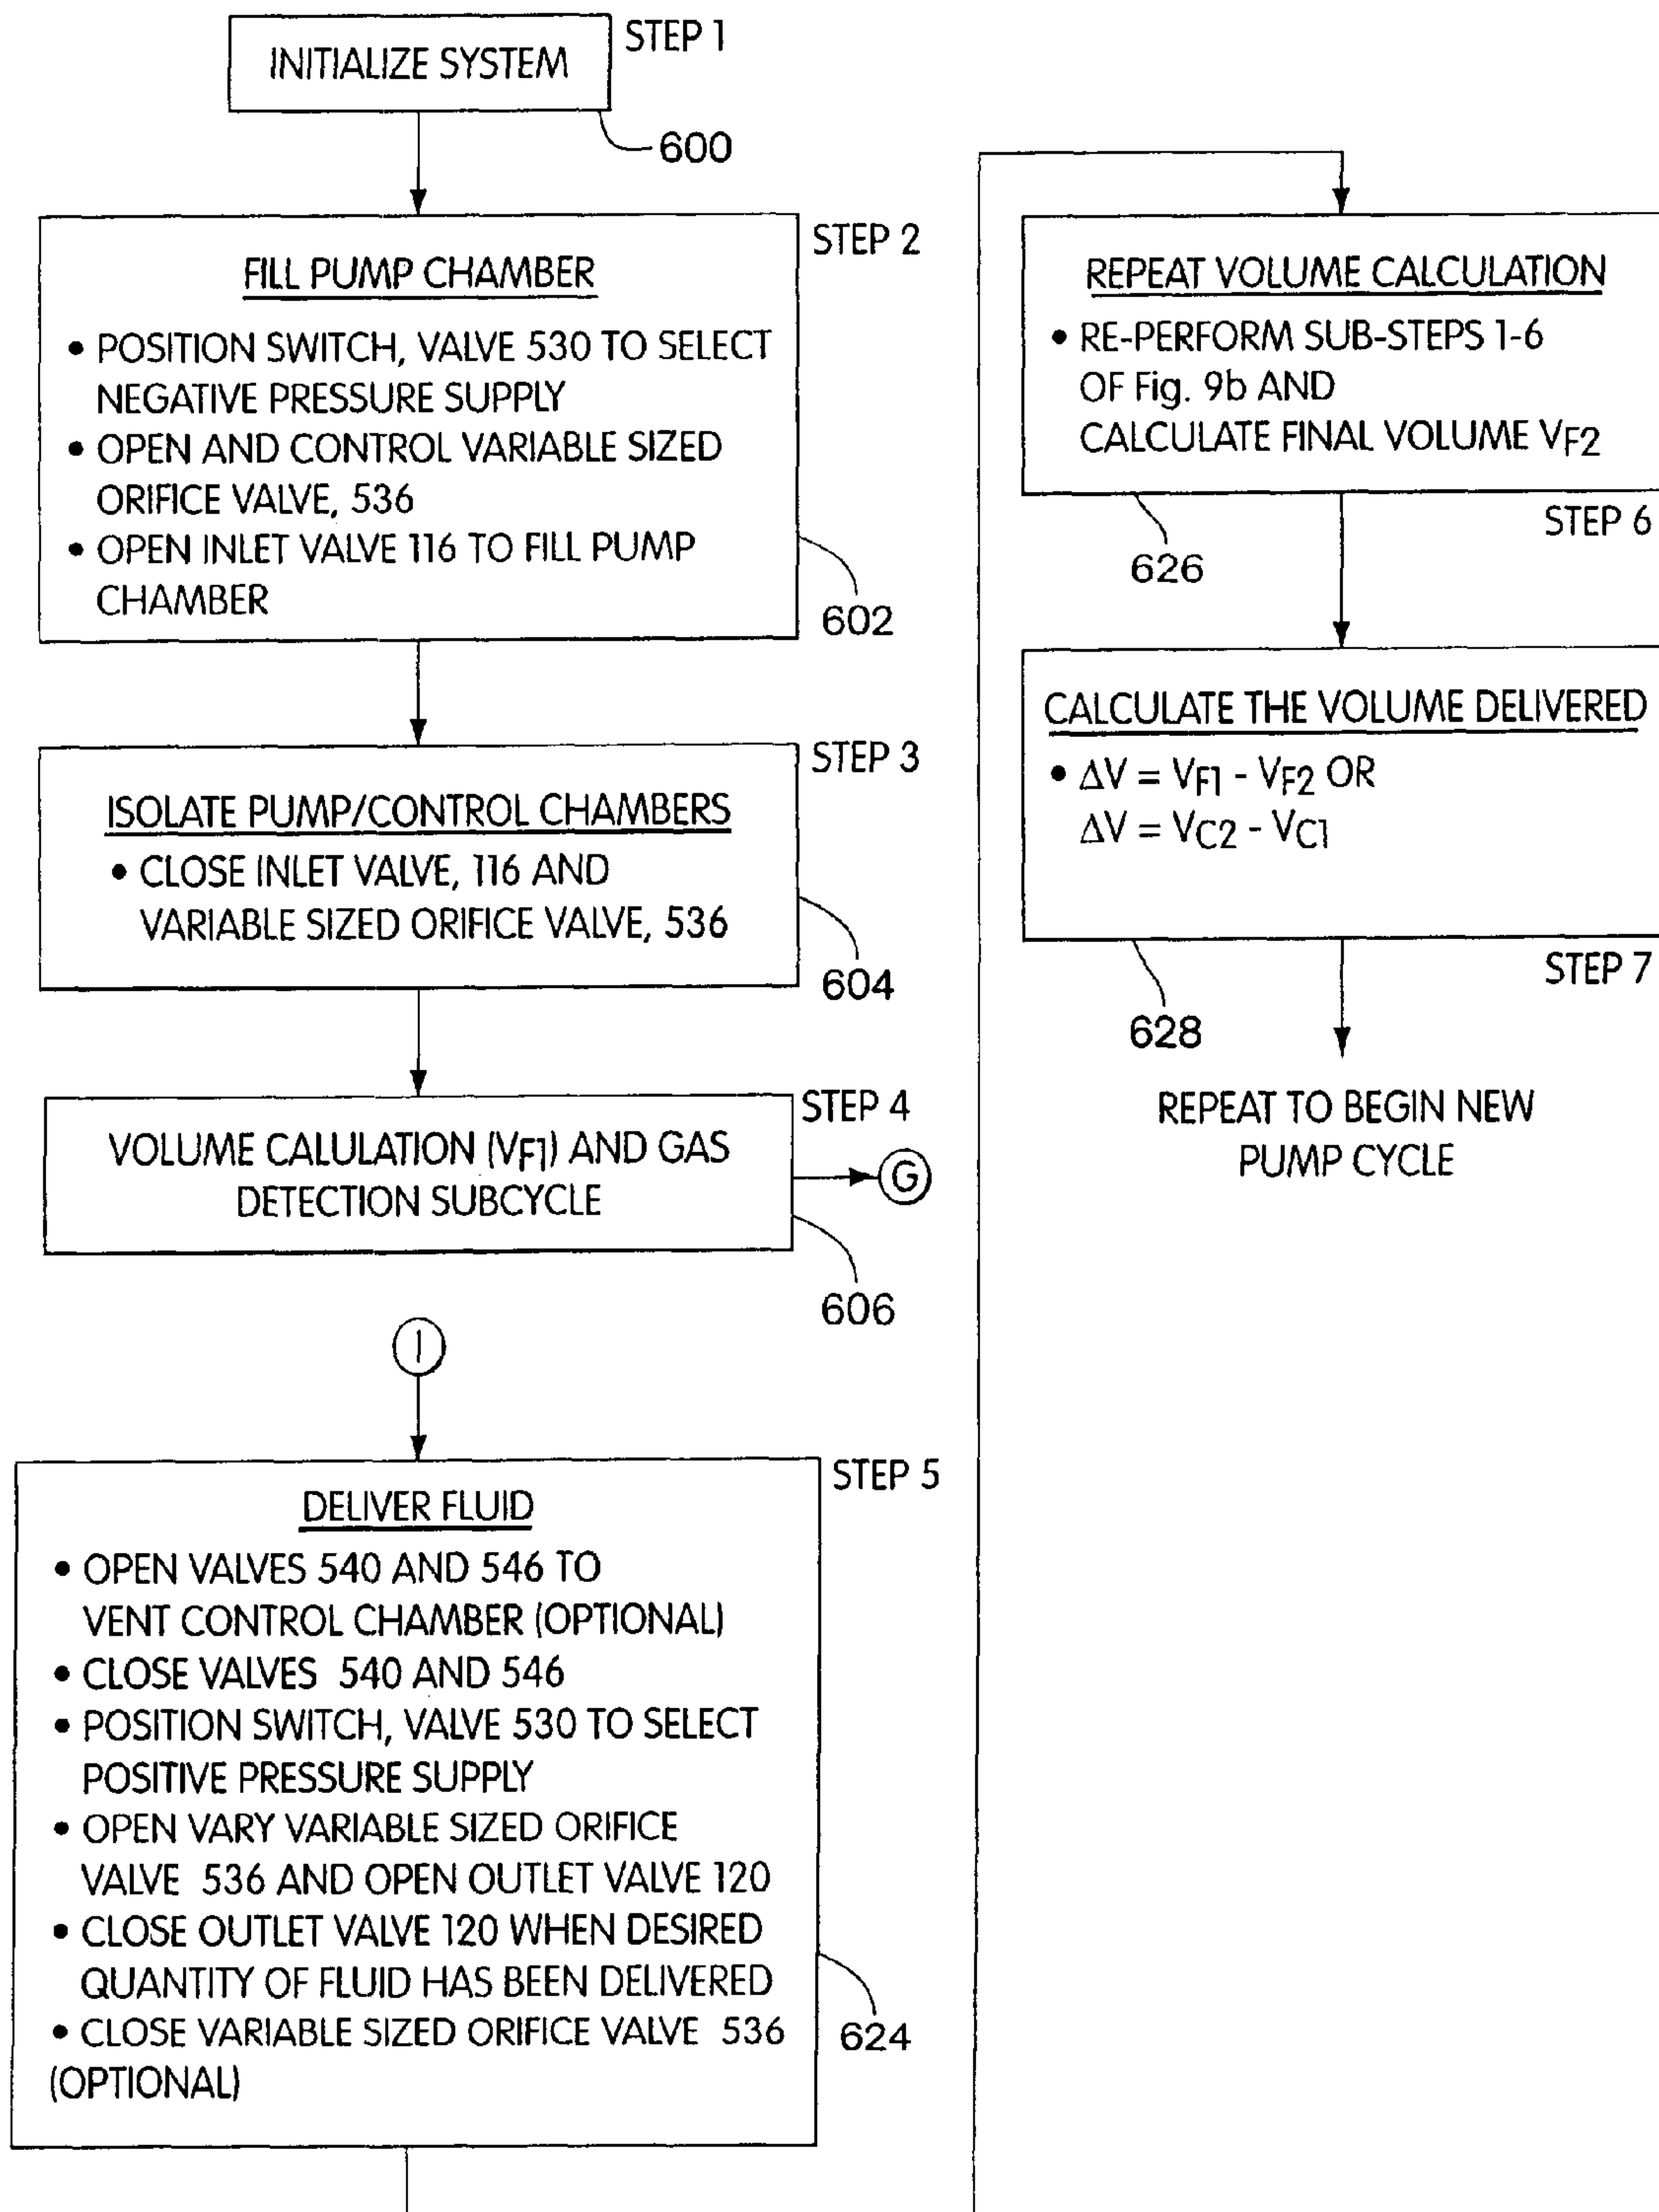 STEP 1
INITIALIZE SYSTEM
600
STEP 2
FILL PUMP CHAMBER
• POSITION SWITCH, VALVE 530 TO SELECT
NEGATIVE PRESSURE SUPPLY
• OPEN AND CONTROL VARIABLE SIZED
ORIFICE VALVE, 536
• OPEN INLET VALVE 116 TO FILL PUMP
CHAMBER
602
STEP 3
ISOLATE PUMP/CONTROL CHAMBERS
• CLOSE INLET VALVE, 116 AND
VARIABLE SIZED ORIFICE VALVE, 536
604
STEP 4
VOLUME CALULATION (VF1) AND GAS
DETECTION SUBCYCLE
G
606
I
STEP 5
DELIVER FLUID
• OPEN VALVES 540 AND 546 TO
VENT CONTROL CHAMBER (OPTIONAL)
• CLOSE VALVES 540 AND 546
• POSITION SWITCH, VALVE 530 TO SELECT
POSITIVE PRESSURE SUPPLY
• OPEN VARY VARIABLE SIZED ORIFICE
VALVE 536 AND OPEN OUTLET VALVE 120
• CLOSE OUTLET VALVE 120 WHEN DESIRED
QUANTITY OF FLUID HAS BEEN DELIVERED
• CLOSE VARIABLE SIZED ORIFICE VALVE 536
(OPTIONAL)
624
REPEAT VOLUME CALCULATION
• RE-PERFORM SUB-STEPS 1-6
OF Fig. 9b AND
CALCULATE FINAL VOLUME VF2
STEP 6
626
CALCULATE THE VOLUME DELIVERED
• ΔV = VF1 - VF2 OR
ΔV = VC2 - VC1
STEP 7
628
REPEAT TO BEGIN NEW
PUMP CYCLE